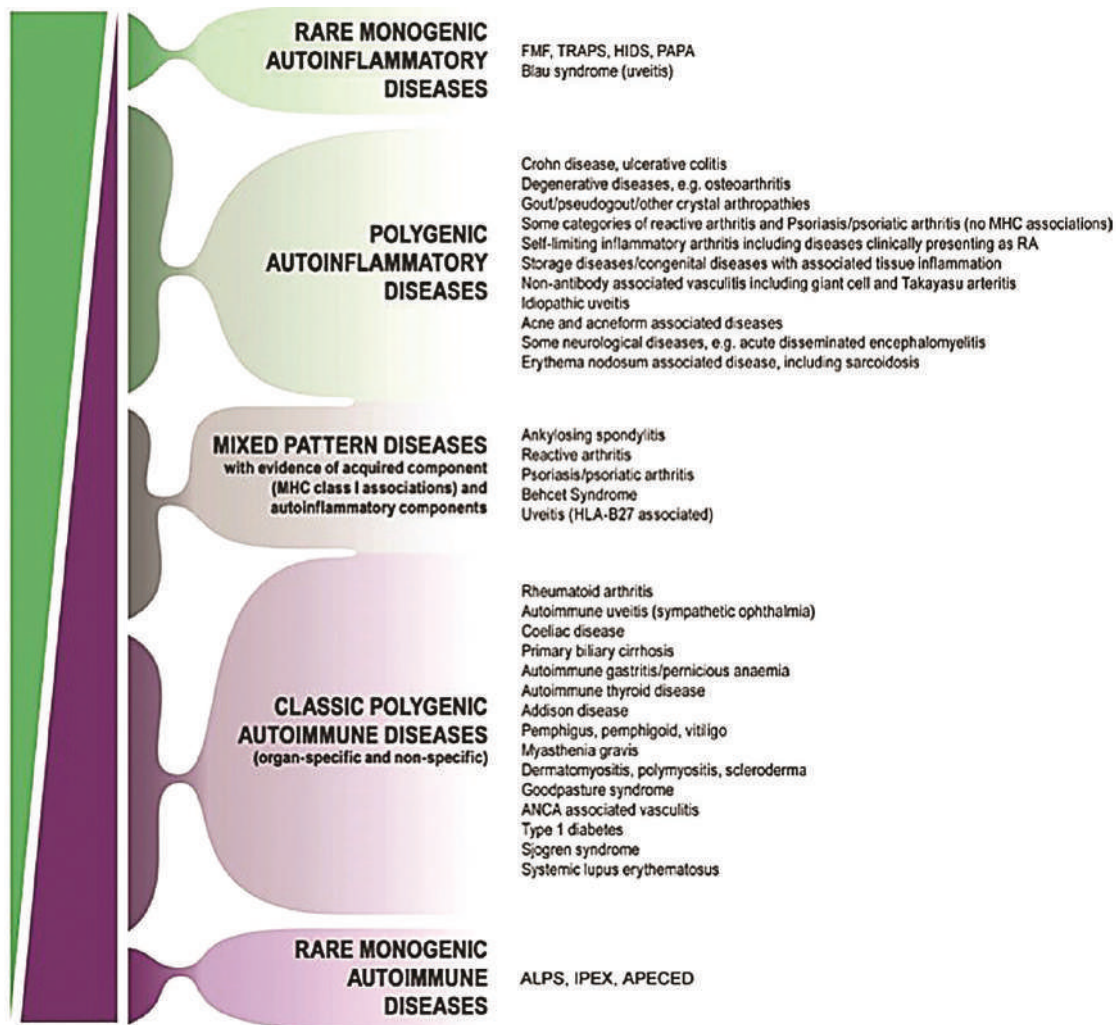 RARE MONOGENIC
AUTOINFLAMMATORY
DISEASES
FMF, TRAPS, HIDS, PAPA
Blau syndrome (uveitis)
POLYGENIC
AUTOINFLAMMATORY
DISEASES
Crohn disease, ulcerative colitis
Degenerative diseases, e.g. osteoarthritis
Gout/pseudogout/other crystal arthropathies
Some categories of reactive arthritis and Psoriasis/psoriatic arthritis (no MHC associations)
Self-limiting inflammatory arthritis including diseases clinically presenting as RA
Storage diseases/congenital diseases with associated tissue inflammation
Non-antibody associated vasculitis including giant cell and Takayasu arteritis
Idiopathic uveitis
Acne and acneform associated diseases
Some neurological diseases, e.g. acute disseminated encephalomyelitis
Erythema nodosum associated disease, including sarcoidosis
MIXED PATTERN DISEASES
with evidence of acquired component
(MHC class I associations) and
autoinflammatory components
Ankylosing spondylitis
Reactive arthritis
Psoriasis/psoriatic arthritis
Behcet Syndrome
Uveitis (HLA-B27 associated)
CLASSIC POLYGENIC
AUTOIMMUNE DISEASES
(organ-specific and non-specific)
Rheumatoid arthritis
Autoimmune uveitis (sympathetic ophthalmia)
Coeliac disease
Primary biliary cirrhosis
Autoimmune gastritis/pernicious anaemia
Autoimmune thyroid disease
Addison disease
Pemphigus, pemphigoid, vitiligo
Myasthenia gravis
Dermatomyositis, polymyositis, scleroderma
Goodpasture syndrome
ANCA associated vasculitis
Type 1 diabetes
Sjogren syndrome
Systemic lupus erythematosus
RARE MONOGENIC
AUTOIMMUNE
DISEASES
ALPS, IPEX, APECED